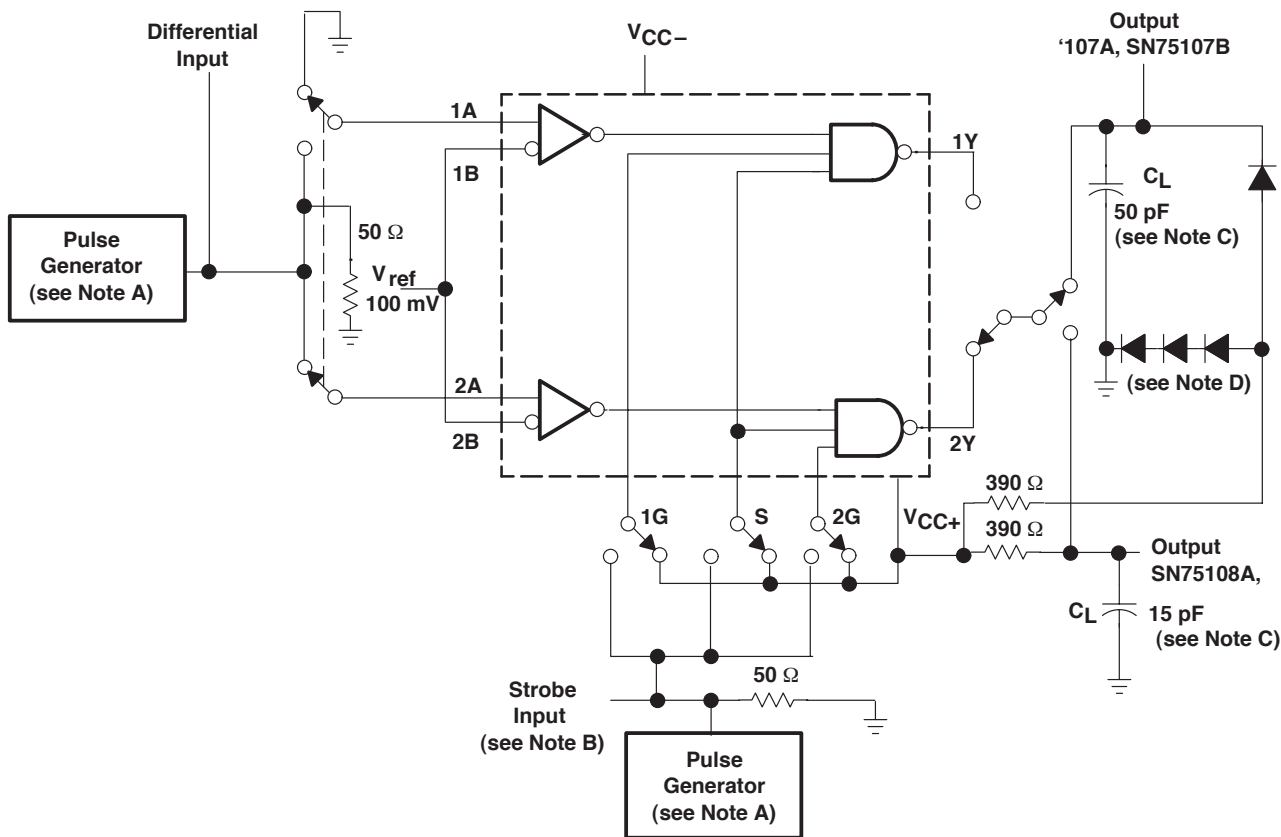 Differential
Input
VCC–
Output
'107A, SN75107B
1A
1B
1Y
CL
50 pF
(see Note C)
50 Ω
Pulse
Generator
(see Note A)
Vref
100 mV
2A
2B
2Y
(see Note D)
390 Ω
1G
S
2G
VCC+
390 Ω
Output
SN75108A,
CL
15 pF
(see Note C)
50 Ω
Strobe
Input
(see Note B)
Pulse
Generator
(see Note A)